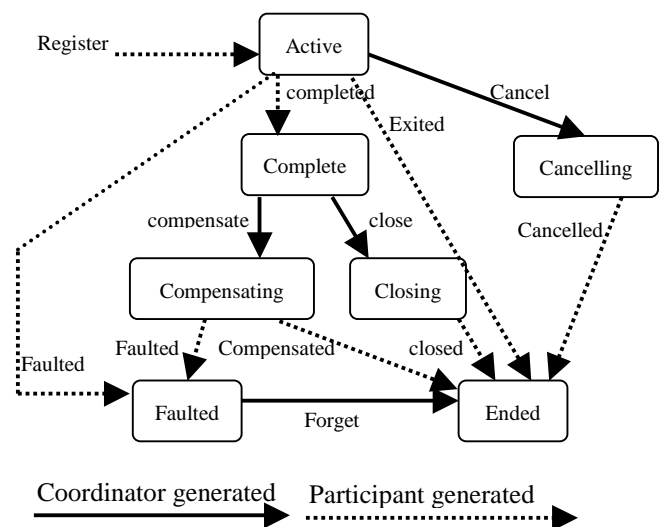 Register
Active
completed
Cancel
Exited
Complete
Cancelling
compensate
close
Cancelled
Compensating
Closing
Faulted
Compensated
closed
Faulted
Faulted
Forget
Ended
Coordinator generated
Participant generated